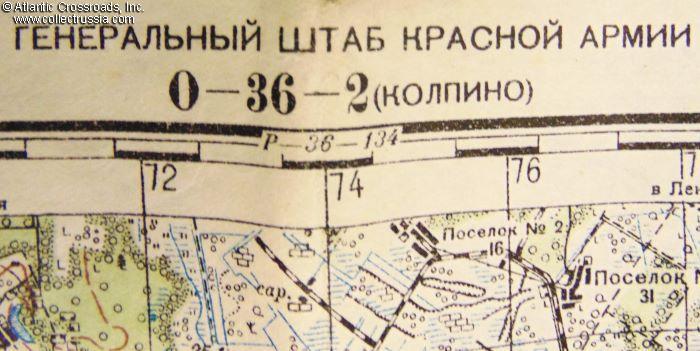 © Atlantic Crossroads, Inc.
www.collectrussia.com
ГЕНЕРАЛЬНЫЙ ШТАБ КРАСНОЙ АРМИИ
О-36-2 (КОЛПИНО)
Р-36-134
72 74 76
в Лен
Поселок № 2
16
Поселок
31
сар.